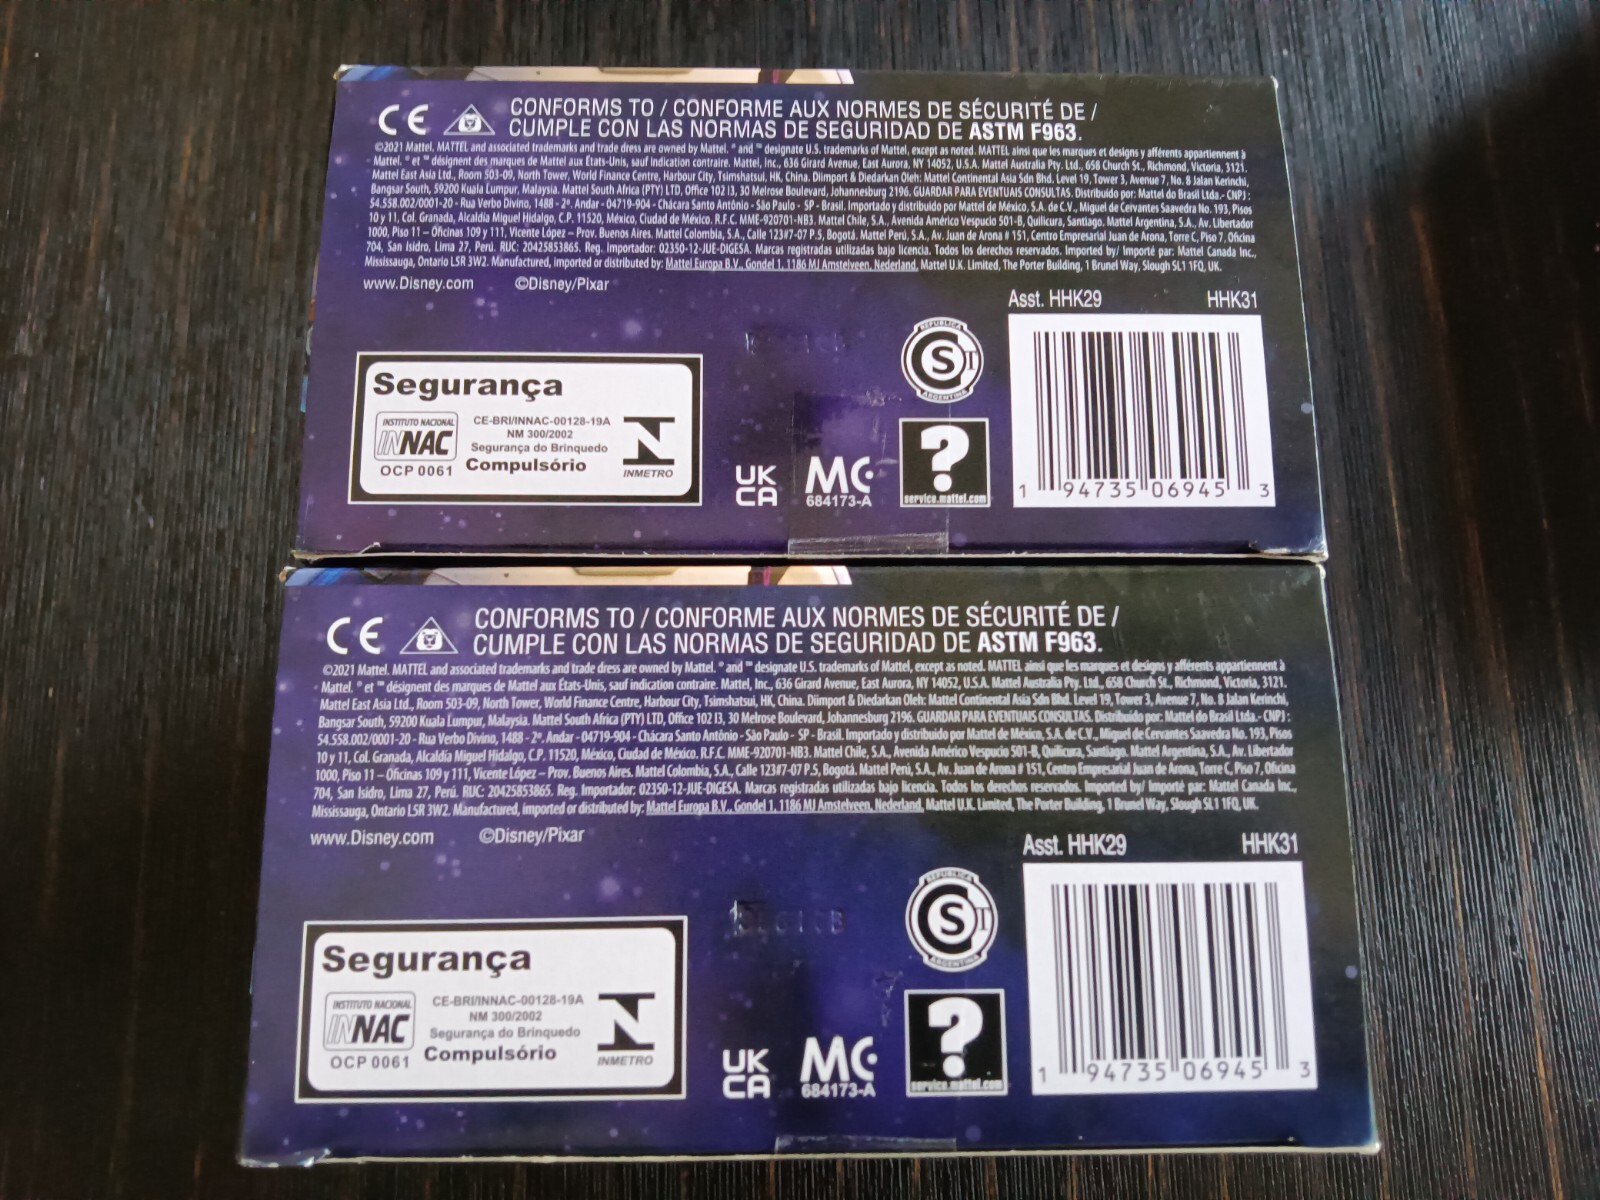 CE
CONFORMS TO / CONFORME AUX NORMES DE SÉCURITÉ DE /
CUMPLE CON LAS NORMAS DE SEGURIDAD DE ASTM F963.
©2021 Mattel. MATTEL and associated trademarks and trade dress are owned by Mattel. ® and ™ designate U.S. trademarks of Mattel, except as noted. MATTEL ainsi que les marques et designs y afférents appartiennent à
Mattel. ® et ™ désignent des marques de Mattel aux États-Unis, sauf indication contraire. Mattel, Inc., 636 Girard Avenue, East Aurora, NY 14052, U.S.A. Mattel Australia Pty. Ltd., 658 Church St., Richmond, Victoria, 3121.
Mattel East Asia Ltd., Room 503-09, North Tower, World Finance Centre, Harbour City, Tsimshatsui, HK, China. Diimport & Diedarkan Oleh: Mattel Continental Asia Sdn Bhd. Level 19, Tower 3, Avenue 7, No. 8 Jalan Kerinchi,
Bangsar South, 59200 Kuala Lumpur, Malaysia. Mattel South Africa (PTY) LTD, Office 102 I3, 30 Melrose Boulevard, Johannesburg 2196. GUARDAR PARA EVENTUAIS CONSULTAS. Distribuido por: Mattel do Brasil Ltda.- CNPJ :
54.558.002/0001-20 - Rua Verbo Divino, 1488 - 2º. Andar - 04719-904 - Chácara Santo Antônio - São Paulo - SP - Brasil. Importado y distribuido por Mattel de México, S.A. de C.V., Miguel de Cervantes Saavedra No. 193, Pisos
10 y 11, Col. Granada, Alcaldía Miguel Hidalgo, C.P. 11520, México, Ciudad de México. R.F.C. MME-920701-NB3. Mattel Chile, S.A., Avenida Américo Vespucio 501-B, Quilicura, Santiago. Mattel Argentina, S.A., Av. Libertador
1000, Piso 11 – Oficinas 109 y 111, Vicente López – Prov. Buenos Aires. Mattel Colombia, S.A., Calle 123#7-07 P.5, Bogotá. Mattel Perú, S.A., Av. Juan de Arona # 151, Centro Empresarial Juan de Arona, Torre C, Piso 7, Oficina
704, San Isidro, Lima 27, Perú. RUC: 20425853865. Reg. Importador: 02350-12-JUE-DIGESA. Marcas registradas utilizadas bajo licencia. Todos los derechos reservados. Imported by/ Importé par: Mattel Canada Inc.,
Mississauga, Ontario L5R 3W2. Manufactured, imported or distributed by: Mattel Europa B.V., Gondel 1, 1186 MJ Amstelveen, Nederland, Mattel U.K. Limited, The Porter Building, 1 Brunel Way, Slough SL1 1FQ, UK.
www.Disney.com ©Disney/Pixar
Asst. HHK29 HHK31
REPUBLICA
S T
ARGENTINA
Segurança
INSTITUTO NACIONAL
INNAC
OCP 0061
CE-BRI/INNAC-00128-19A
NM 300/2002
Segurança do Brinquedo
Compulsório
INMETRO
UK
CA
MC
684173-A
?
service.mattel.com
1 94735 06945 3
CE
CONFORMS TO / CONFORME AUX NORMES DE SÉCURITÉ DE /
CUMPLE CON LAS NORMAS DE SEGURIDAD DE ASTM F963.
©2021 Mattel. MATTEL and associated trademarks and trade dress are owned by Mattel. ® and ™ designate U.S. trademarks of Mattel, except as noted. MATTEL ainsi que les marques et designs y afférents appartiennent à
Mattel. ® et ™ désignent des marques de Mattel aux États-Unis, sauf indication contraire. Mattel, Inc., 636 Girard Avenue, East Aurora, NY 14052, U.S.A. Mattel Australia Pty. Ltd., 658 Church St., Richmond, Victoria, 3121.
Mattel East Asia Ltd., Room 503-09, North Tower, World Finance Centre, Harbour City, Tsimshatsui, HK, China. Diimport & Diedarkan Oleh: Mattel Continental Asia Sdn Bhd. Level 19, Tower 3, Avenue 7, No. 8 Jalan Kerinchi,
Bangsar South, 59200 Kuala Lumpur, Malaysia. Mattel South Africa (PTY) LTD, Office 102 I3, 30 Melrose Boulevard, Johannesburg 2196. GUARDAR PARA EVENTUAIS CONSULTAS. Distribuido por: Mattel do Brasil Ltda.- CNPJ :
54.558.002/0001-20 - Rua Verbo Divino, 1488 - 2º. Andar - 04719-904 - Chácara Santo Antônio - São Paulo - SP - Brasil. Importado y distribuido por Mattel de México, S.A. de C.V., Miguel de Cervantes Saavedra No. 193, Pisos
10 y 11, Col. Granada, Alcaldía Miguel Hidalgo, C.P. 11520, México, Ciudad de México. R.F.C. MME-920701-NB3. Mattel Chile, S.A., Avenida Américo Vespucio 501-B, Quilicura, Santiago. Mattel Argentina, S.A., Av. Libertador
1000, Piso 11 – Oficinas 109 y 111, Vicente López – Prov. Buenos Aires. Mattel Colombia, S.A., Calle 123#7-07 P.5, Bogotá. Mattel Perú, S.A., Av. Juan de Arona # 151, Centro Empresarial Juan de Arona, Torre C, Piso 7, Oficina
704, San Isidro, Lima 27, Perú. RUC: 20425853865. Reg. Importador: 02350-12-JUE-DIGESA. Marcas registradas utilizadas bajo licencia. Todos los derechos reservados. Imported by/ Importé par: Mattel Canada Inc.,
Mississauga, Ontario L5R 3W2. Manufactured, imported or distributed by: Mattel Europa B.V., Gondel 1, 1186 MJ Amstelveen, Nederland, Mattel U.K. Limited, The Porter Building, 1 Brunel Way, Slough SL1 1FQ, UK.
www.Disney.com ©Disney/Pixar
Asst. HHK29 HHK31
REPUBLICA
S T
ARGENTINA
Segurança
INSTITUTO NACIONAL
INNAC
OCP 0061
CE-BRI/INNAC-00128-19A
NM 300/2002
Segurança do Brinquedo
Compulsório
INMETRO
UK
CA
MC
684173-A
?
service.mattel.com
1 94735 06945 3